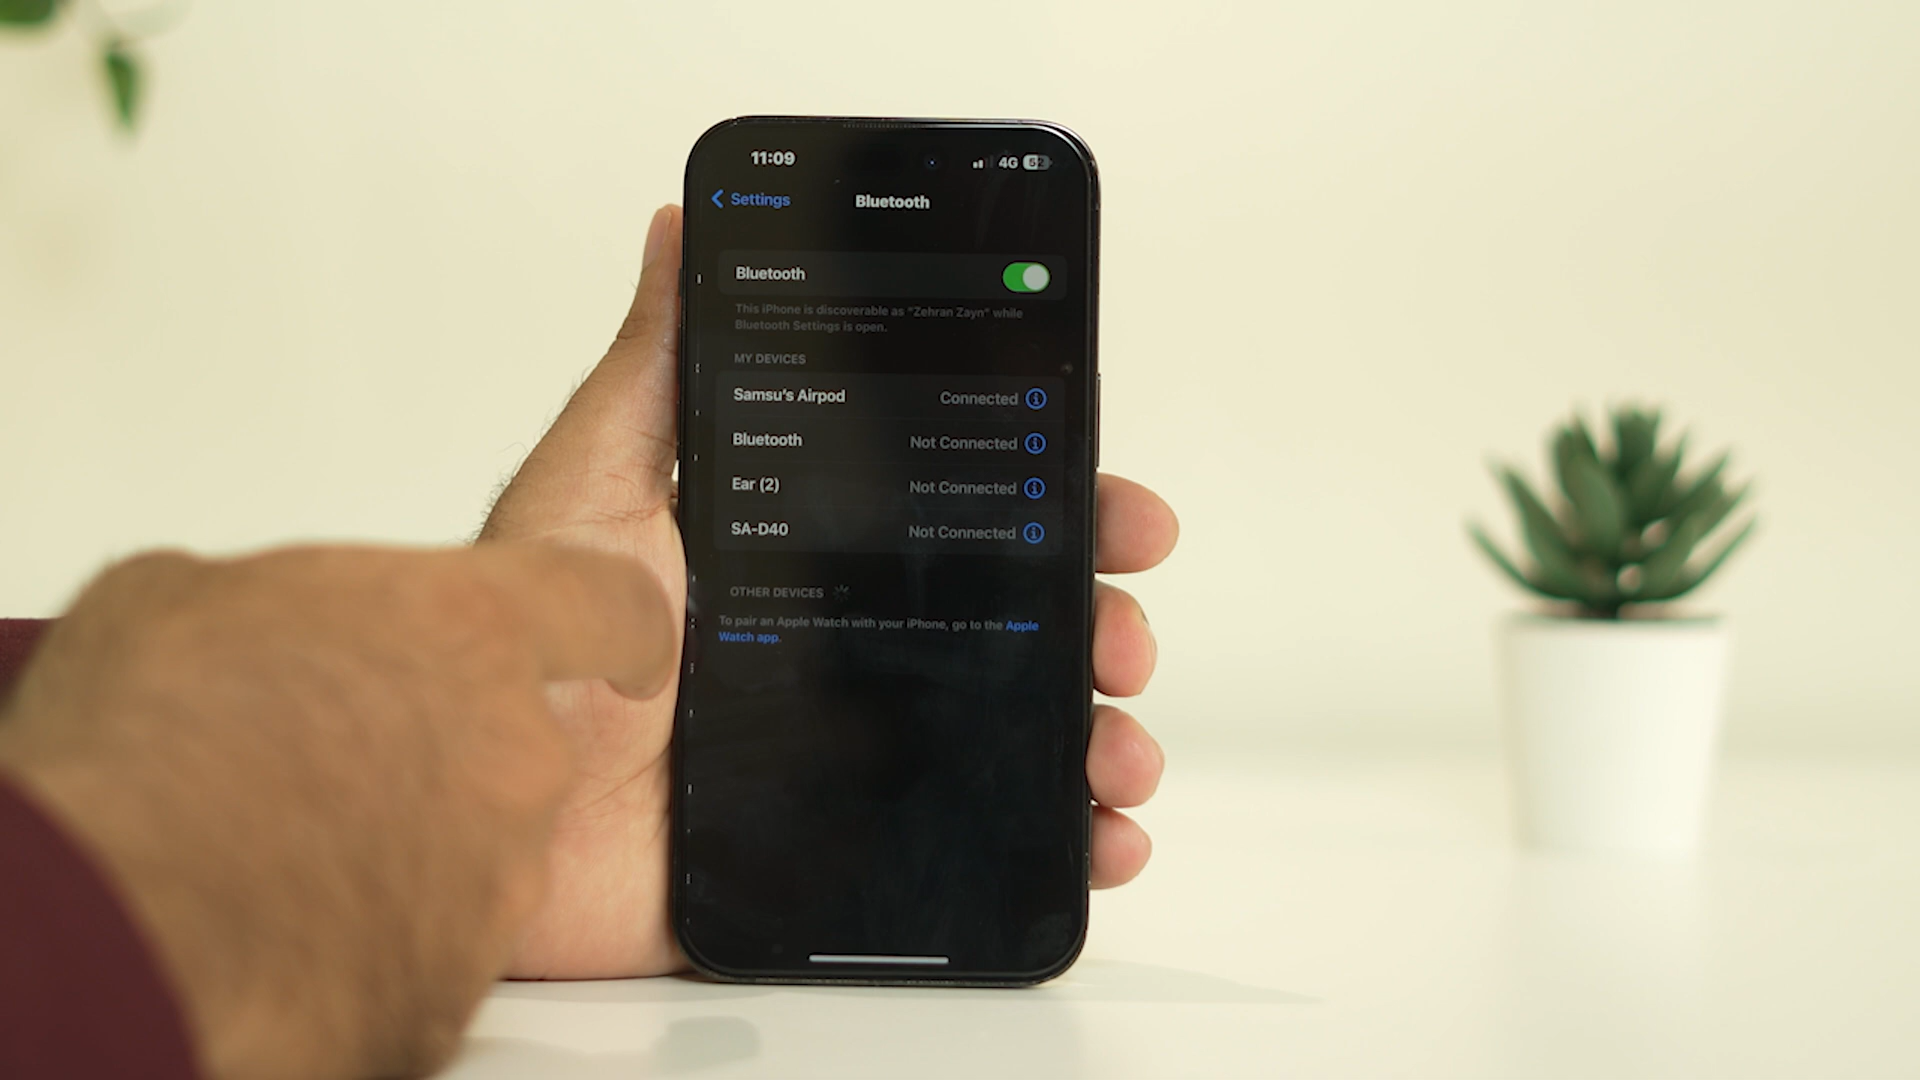 11:09
4G 52
Settings
Bluetooth
Bluetooth
This iPhone is discoverable as "Zehran Zayn" while
Bluetooth Settings is open.
MY DEVICES
Samsu's Airpod Connected
Bluetooth Not Connected
Ear (2) Not Connected
SA-D40 Not Connected
OTHER DEVICES
To pair an Apple Watch with your iPhone, go to the Apple
Watch app.